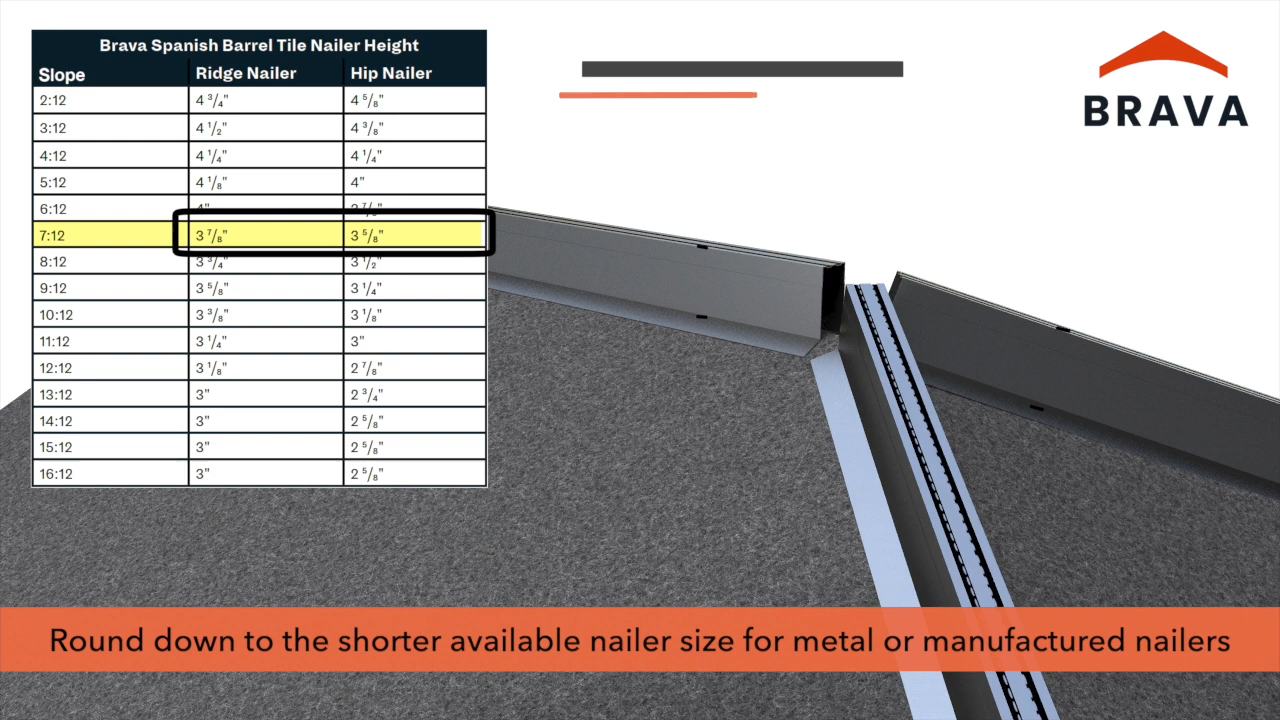 Brava Spanish Barrel Tile Nailer Height
Slope Ridge Nailer Hip Nailer
2:12 4 3/4" 4 5/8"
3:12 4 1/2" 4 3/8"
4:12 4 1/4" 4 1/4"
5:12 4 1/8" 4"
6:12 4" 3 7/8"
7:12 3 7/8" 3 5/8"
8:12 3 3/4" 3 1/2"
9:12 3 5/8" 3 1/4"
10:12 3 3/8" 3 1/8"
11:12 3 1/4" 3"
12:12 3 1/8" 2 7/8"
13:12 3" 2 3/4"
14:12 3" 2 5/8"
15:12 3" 2 5/8"
16:12 3" 2 5/8"
BRAVA
Round down to the shorter available nailer size for metal or manufactured nailers